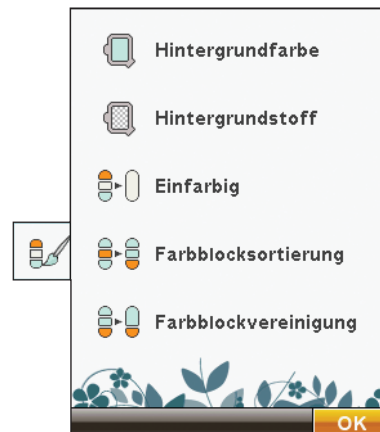 Hintergrundfarbe
Hintergrundstoff
Einfarbig
Farbblocksortierung
Farbblockvereinigung
OK